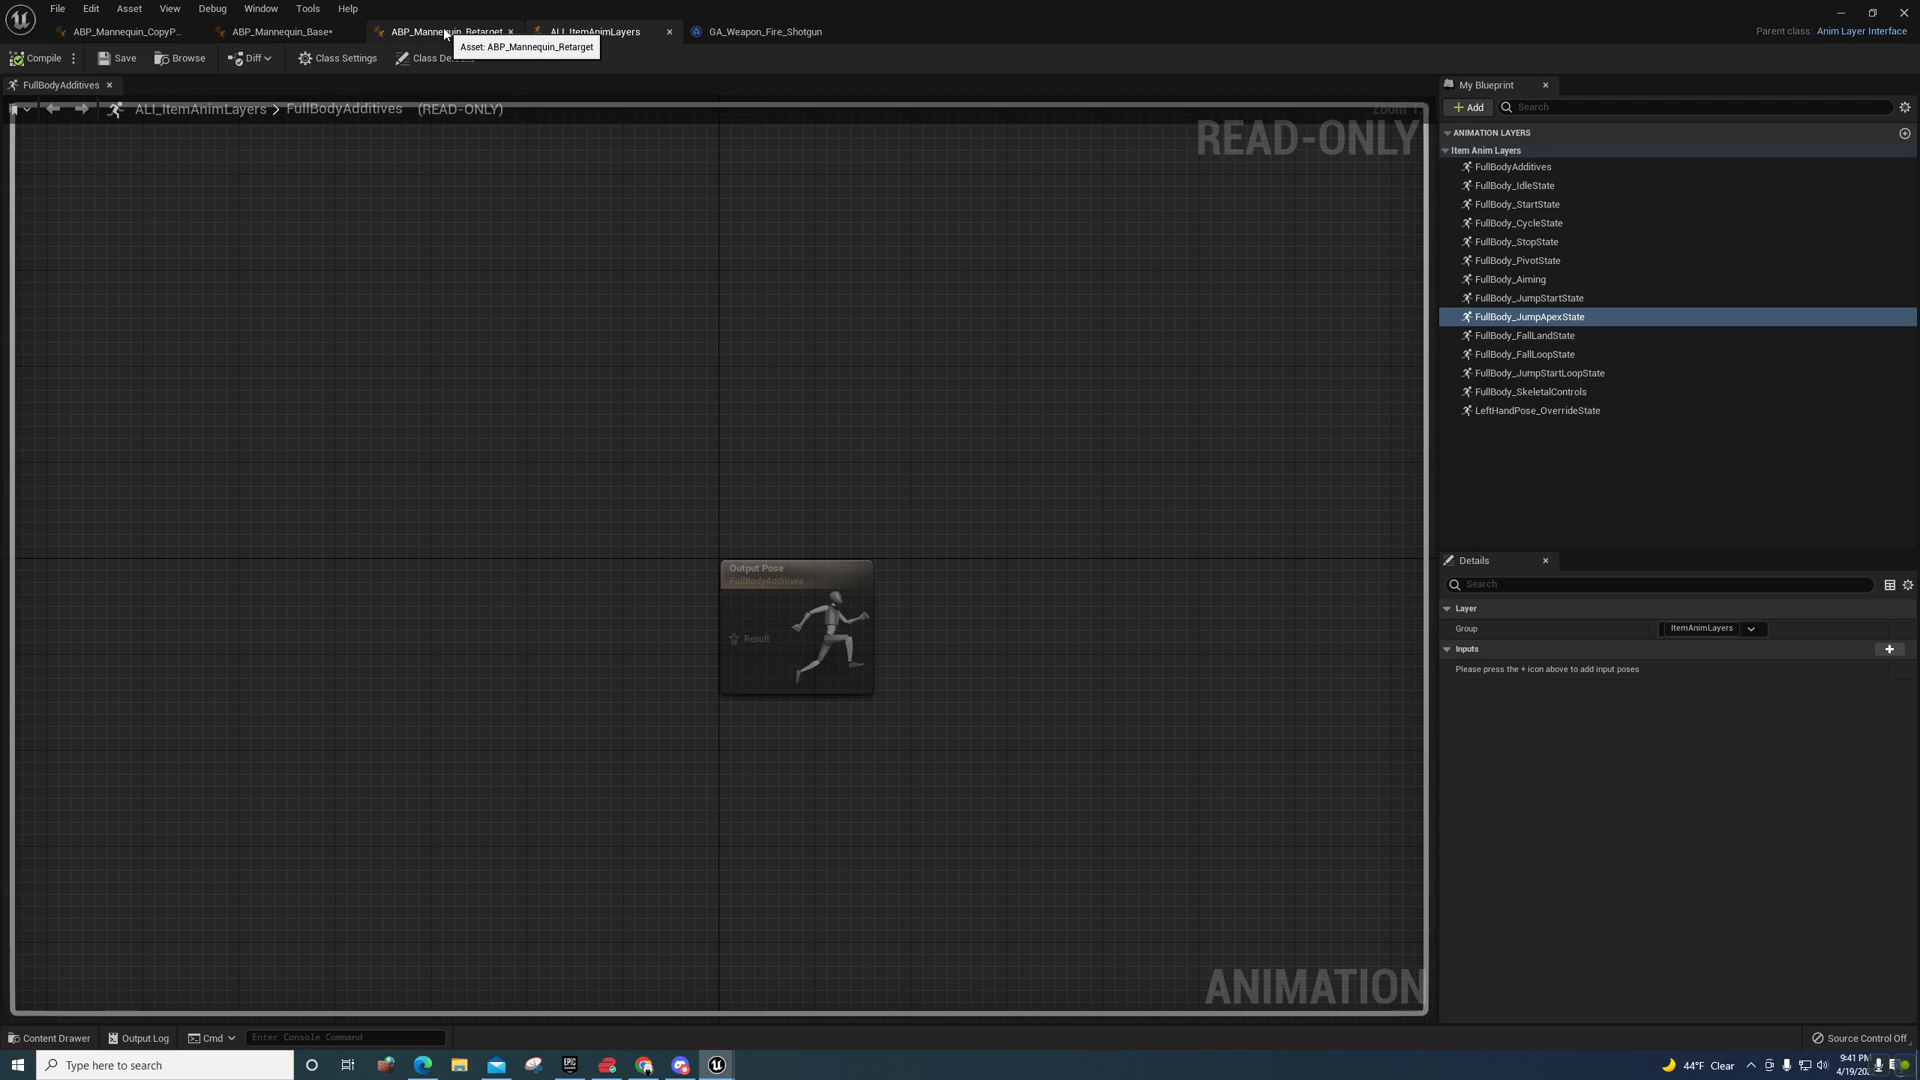 File Edit Asset View Window Debug Tools Help
ABP_Mannequin_CopyP... ABP_Mannequin_Base* ABP_Mannequin_Retarget ALI_ItemAnimLayers GA_Weapon_Fire_Shotgun
Parent class: Anim Layer Interface
Asset: ABP_Mannequin_Retarget
Compile Save Browse Diff Class Settings Class
FullBodyAdditives
ALI_ItemAnimLayers > FullBodyAdditives (READ-ONLY)
READ-ONLY
Output Pose
FullBodyAdditives
Result
ANIMATION
My Blueprint
+ Add Search
ANIMATION LAYERS
Item Anim Layers
FullBodyAdditives
FullBody_IdleState
FullBody_StartState
FullBody_CycleState
FullBody_StopState
FullBody_PivotState
FullBody_Aiming
FullBody_JumpStartState
FullBody_JumpApexState
FullBody_FallLandState
FullBody_FallLoopState
FullBody_JumpStartLoopState
FullBody_SkeletalControls
LeftHandPose_OverrideState
Details
Search
Layer
Group ItemAnimLayers
Inputs
Please press the + icon above to add input poses
Content Drawer Output Log Cmd Enter Console Command
Source Control Off
Type here to search
EPIC
44°F Clear
9:41 PM
4/19/20